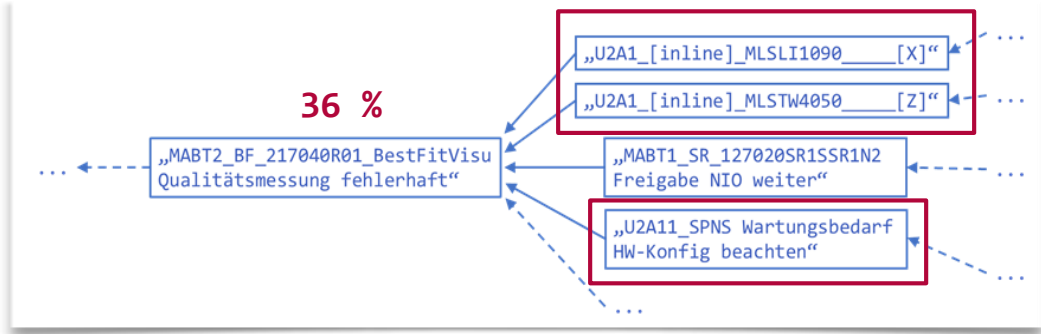 ...
„U2A1_[inline]_MLSLI1090_____[X]“
36 %
„U2A1_[inline]_MLSTW4050_____[Z]“
...
„MABT2_BF_217040R01_BestFitVisu
Qualitätsmessung fehlerhaft“
...
„MABT1_SR_127020SR1SSR1N2
Freigabe NIO weiter“
...
„U2A11_SPNS Wartungsbedarf
HW-Konfig beachten“
...
...